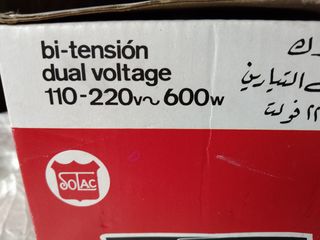 bi-tensión
dual voltage
110-220v~600w
التيارين
فولت
SOLAC